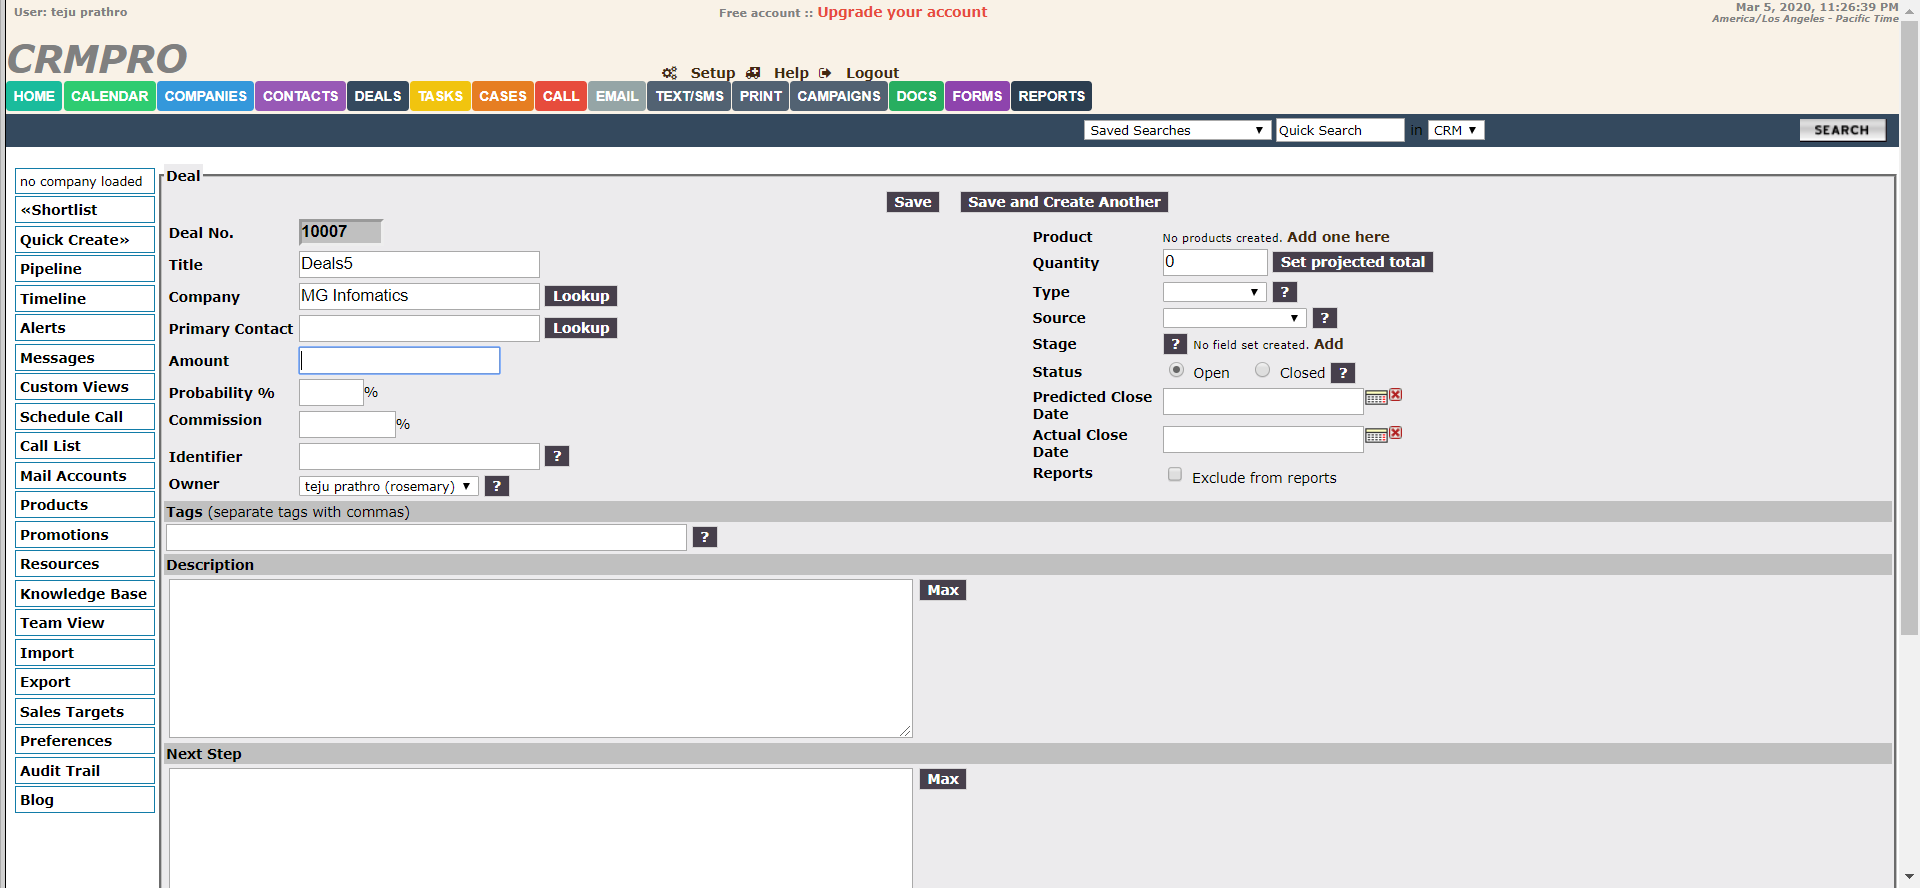 User: teju prathro
Free account :: Upgrade your account
Mar 5, 2020, 11:26:39 PM
America/Los Angeles - Pacific Time
CRMPRO
Setup Help Logout
HOME CALENDAR COMPANIES CONTACTS DEALS TASKS CASES CALL EMAIL TEXT/SMS PRINT CAMPAIGNS DOCS FORMS REPORTS
Saved Searches Quick Search in CRM SEARCH
no company loaded
«Shortlist
Quick Create»
Pipeline
Timeline
Alerts
Messages
Custom Views
Schedule Call
Call List
Mail Accounts
Products
Promotions
Resources
Knowledge Base
Team View
Import
Export
Sales Targets
Preferences
Audit Trail
Blog
Deal
Save Save and Create Another
Deal No. 10007
Title Deals5
Company MG Infomatics Lookup
Primary Contact Lookup
Amount
Probability % %
Commission %
Identifier ?
Owner teju prathro (rosemary) ?
Product No products created. Add one here
Quantity 0 Set projected total
Type ?
Source ?
Stage ? No field set created. Add
Status Open Closed ?
Predicted Close
Date
Actual Close
Date
Reports Exclude from reports
Tags (separate tags with commas)
?
Description
Max
Next Step
Max